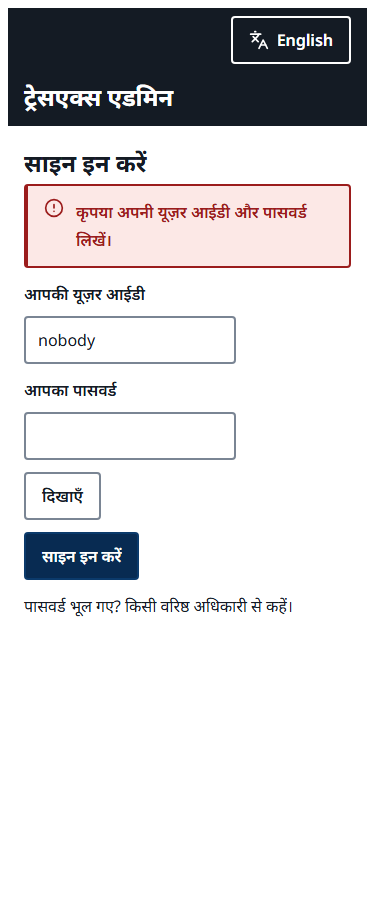 English
ट्रेसएक्स एडमिन
साइन इन करें
कृपया अपनी यूज़र आईडी और पासवर्ड
लिखें।
आपकी यूज़र आईडी
nobody
आपका पासवर्ड
दिखाएँ
साइन इन करें
पासवर्ड भूल गए? किसी वरिष्ठ अधिकारी से कहें।